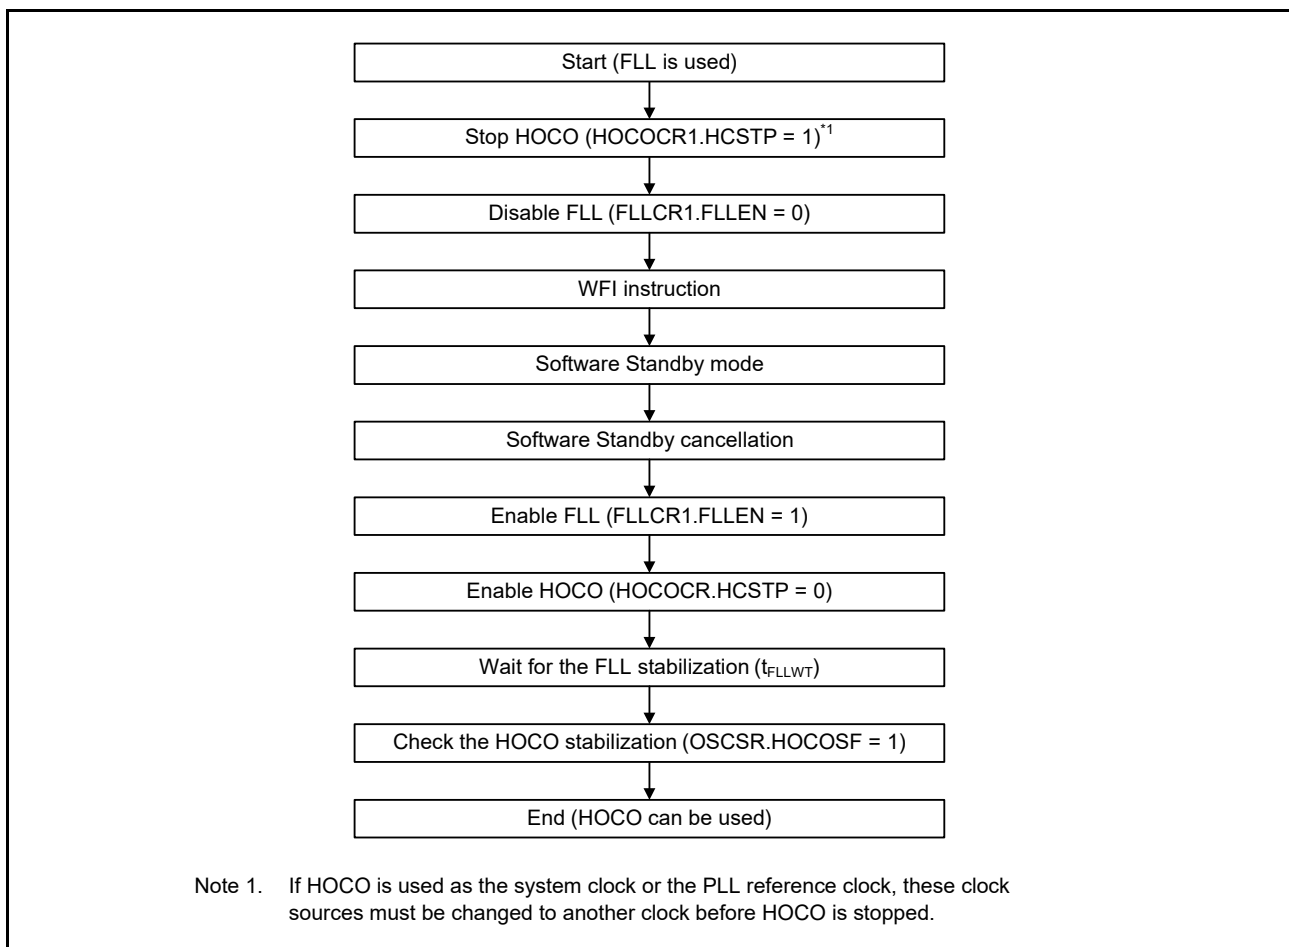 Start (FLL is used)
Stop HOCO (HOCOCR1.HCSTP = 1)*1
Disable FLL (FLLCR1.FLLEN = 0)
WFI instruction
Software Standby mode
Software Standby cancellation
Enable FLL (FLLCR1.FLLEN = 1)
Enable HOCO (HOCOCR.HCSTP = 0)
Wait for the FLL stabilization (tFLLWT)
Check the HOCO stabilization (OSCSR.HOCOSF = 1)
End (HOCO can be used)
Note 1. If HOCO is used as the system clock or the PLL reference clock, these clock
sources must be changed to another clock before HOCO is stopped.